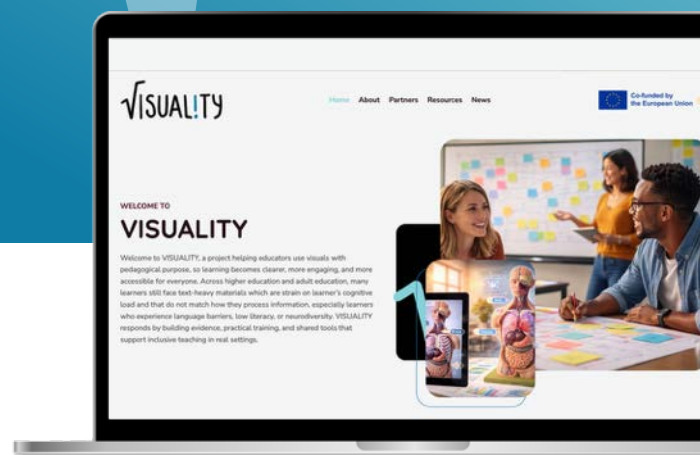 VISUAL!TY
Home About Partners Resources News
Co-funded by
the European Union
WELCOME TO
VISUALITY
Welcome to VISUALITY, a project helping educators use visuals with
pedagogical purpose, so learning becomes clearer, more engaging, and more
accessible for everyone. Across higher education and adult education, many
learners still face text-heavy materials which are strain on learner's cognitive
load and that do not match how they process information, especially learners
who experience language barriers, low literacy, or neurodiversity. VISUALITY
responds by building evidence, practical training, and shared tools that
support inclusive teaching in real settings.